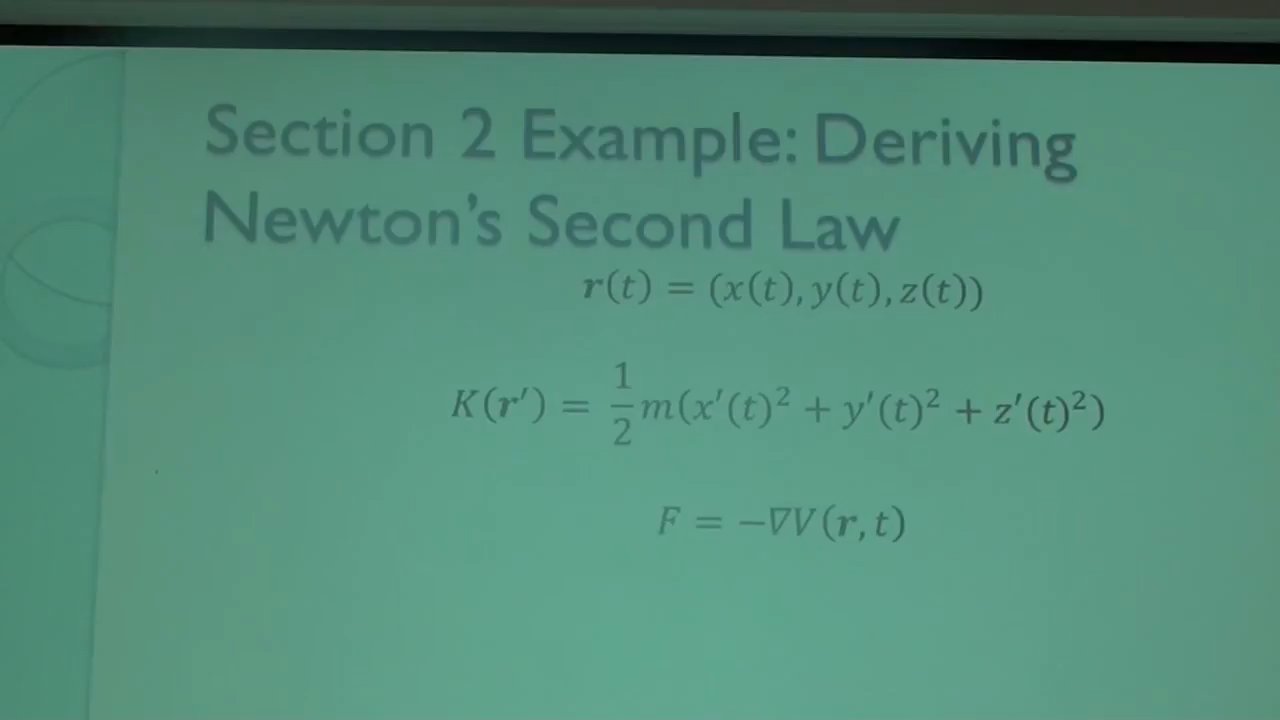 Section 2 Example: Deriving
Newton's Second Law
r(t) = (x(t), y(t), z(t))
K(r′) = 1/2 m(x′(t)² + y′(t)² + z′(t)²)
F = −∇V(r, t)